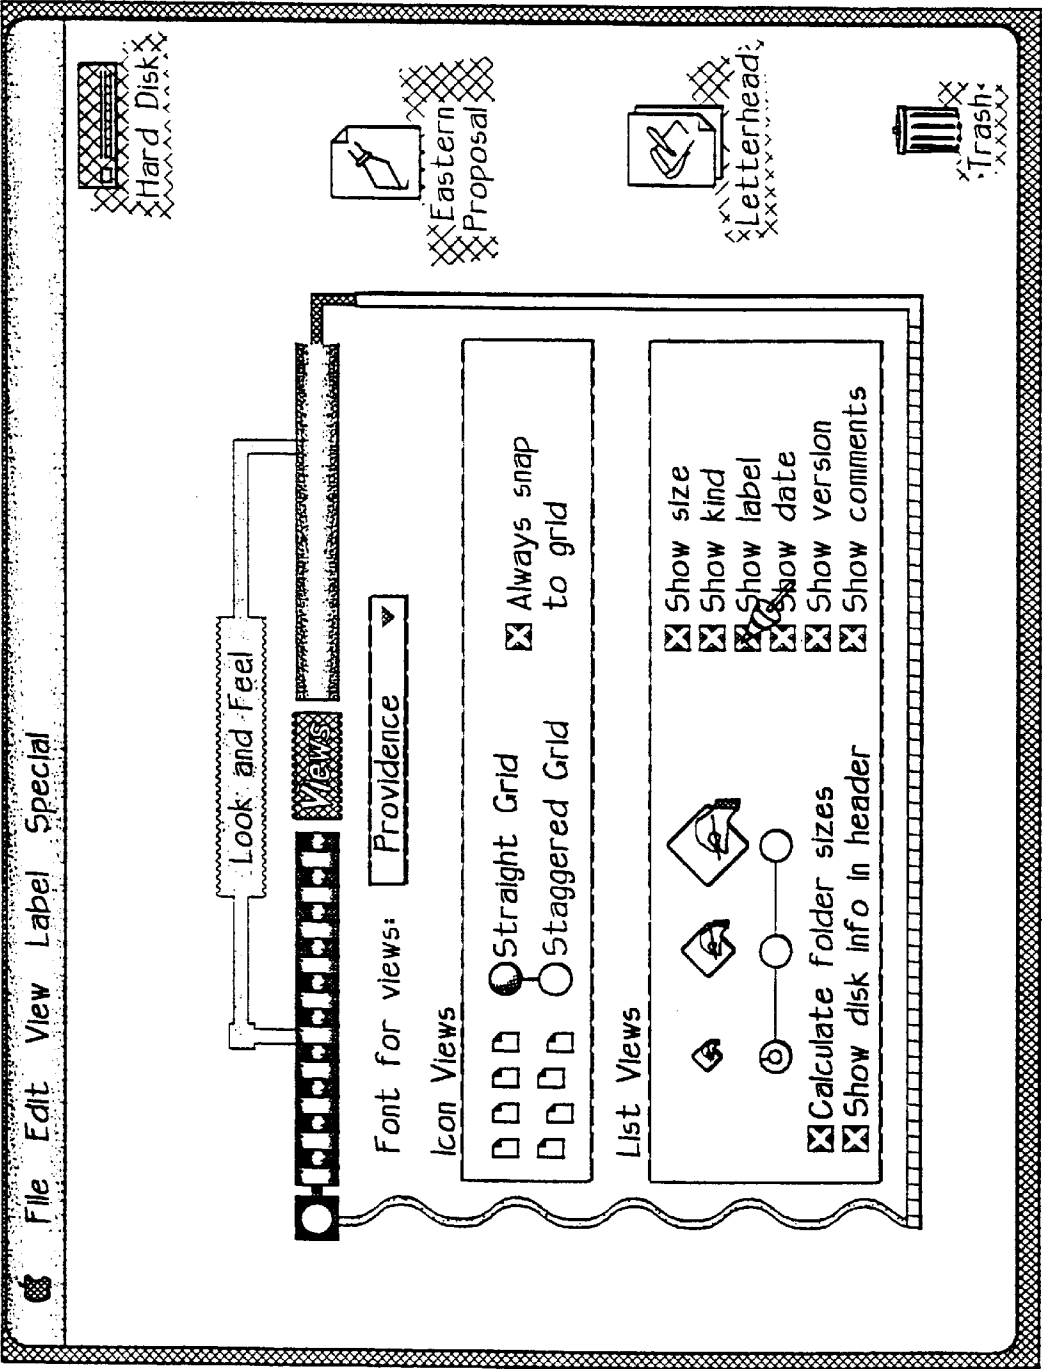 File Edit View Label Special
Hard Disk
Look and Feel
Views
Font for views: Providence
Icon Views
Straight Grid
Staggered Grid
Always snap
to grid
List Views
Show size
Show kind
Show label
Show date
Show version
Show comments
Calculate folder sizes
Show disk info in header
Eastern
Proposal
Letterhead
Trash